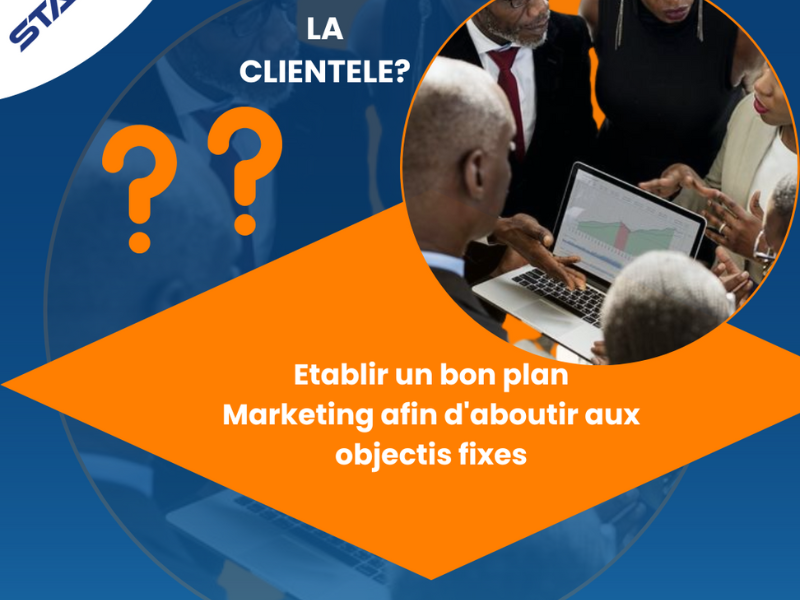 LA
CLIENTELE?
Etablir un bon plan
Marketing afin d'aboutir aux
objectis fixes